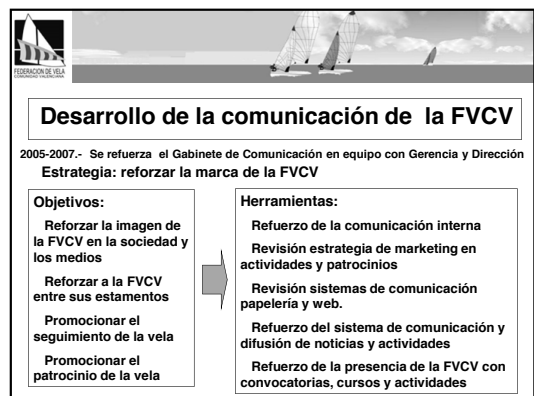 FEDERACION DE VELA
COMUNIDAD VALENCIANA
Desarrollo de la comunicación de la FVCV
2005-2007.- Se refuerza el Gabinete de Comunicación en equipo con Gerencia y Dirección
Estrategia: reforzar la marca de la FVCV
Objetivos:
Reforzar la imagen de
la FVCV en la sociedad y
los medios
Reforzar a la FVCV
entre sus estamentos
Promocionar el
seguimiento de la vela
Promocionar el
patrocinio de la vela
Herramientas:
Refuerzo de la comunicación interna
Revisión estrategia de marketing en
actividades y patrocinios
Revisión sistemas de comunicación
papelería y web.
Refuerzo del sistema de comunicación y
difusión de noticias y actividades
Refuerzo de la presencia de la FVCV con
convocatorias, cursos y actividades